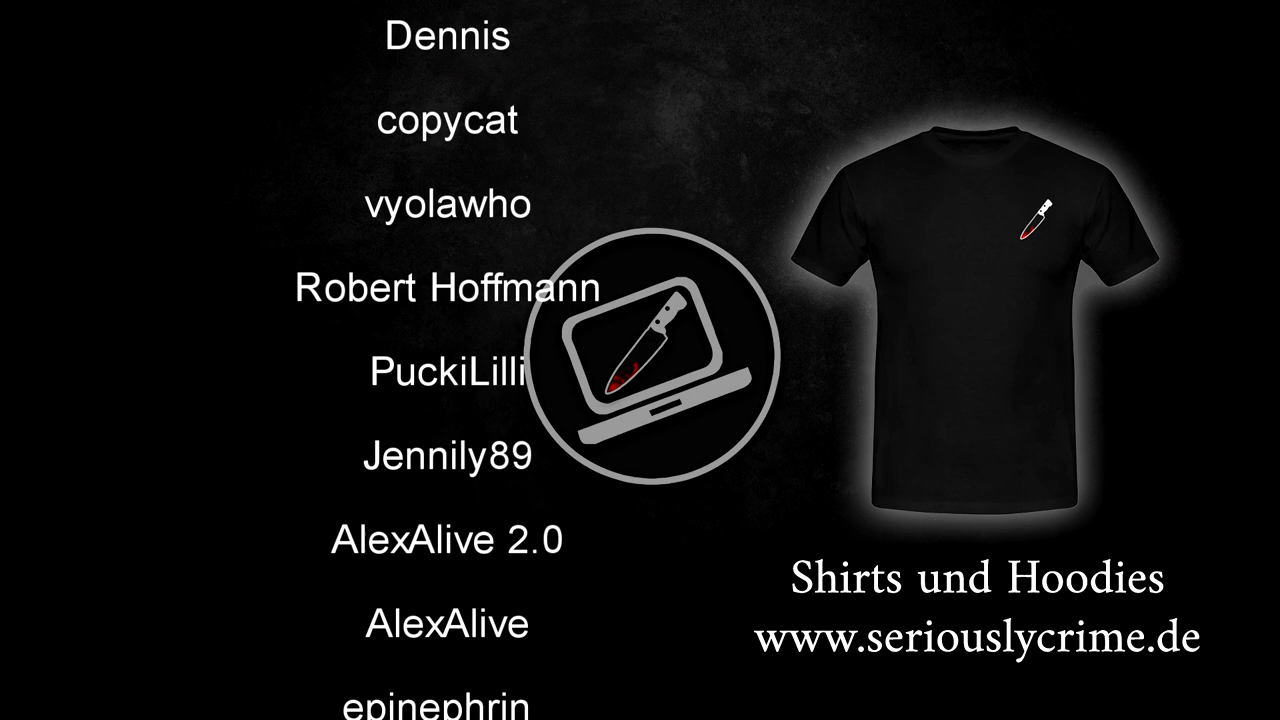 Dennis
copycat
vyolawho
Robert Hoffmann
PuckiLilli
Jennily89
AlexAlive 2.0
AlexAlive
epinephrin
Shirts und Hoodies
www.seriouslycrime.de